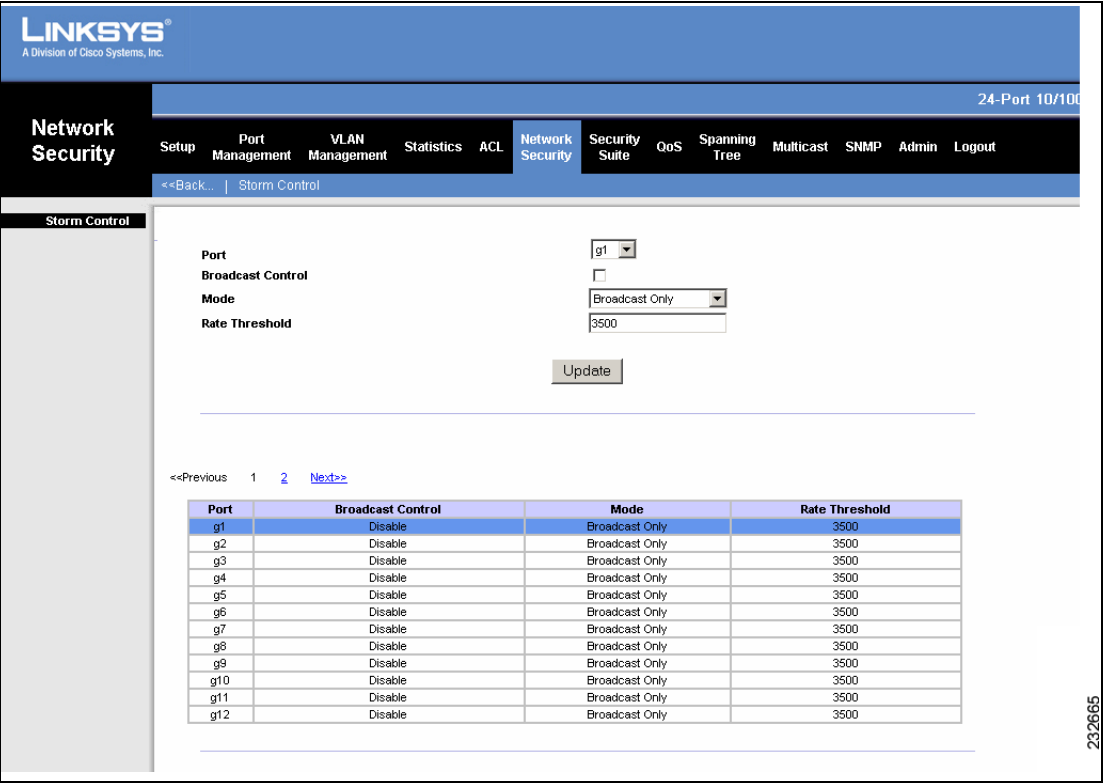 LINKSYS®
A Division of Cisco Systems, Inc.
24-Port 10/100
Network Security
Setup Port Management VLAN Management Statistics ACL Network Security Security Suite QoS Spanning Tree Multicast SNMP Admin Logout
<<Back... | Storm Control
Storm Control
Port g1
Broadcast Control
Mode Broadcast Only
Rate Threshold 3500
Update
<<Previous 1 2 Next>>
Port Broadcast Control Mode Rate Threshold
g1 Disable Broadcast Only 3500
g2 Disable Broadcast Only 3500
g3 Disable Broadcast Only 3500
g4 Disable Broadcast Only 3500
g5 Disable Broadcast Only 3500
g6 Disable Broadcast Only 3500
g7 Disable Broadcast Only 3500
g8 Disable Broadcast Only 3500
g9 Disable Broadcast Only 3500
g10 Disable Broadcast Only 3500
g11 Disable Broadcast Only 3500
g12 Disable Broadcast Only 3500
232665